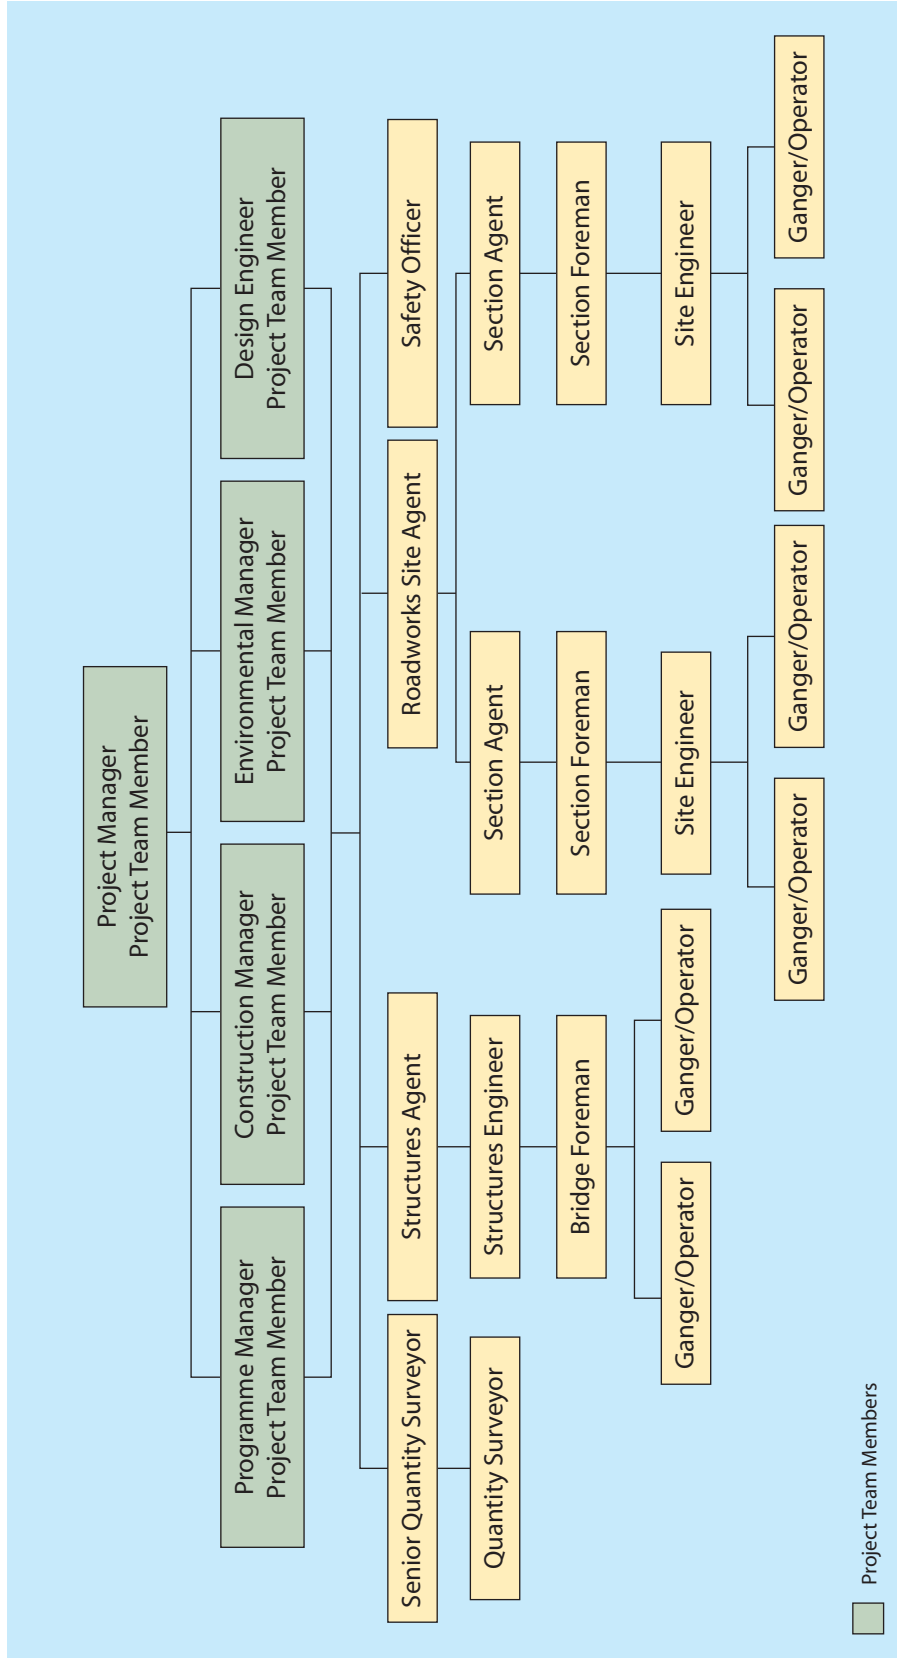 Project Manager
Project Team Member
Programme Manager
Project Team Member
Construction Manager
Project Team Member
Environmental Manager
Project Team Member
Design Engineer
Project Team Member
Senior Quantity Surveyor
Structures Agent
Roadworks Site Agent
Safety Officer
Quantity Surveyor
Structures Engineer
Section Agent
Section Agent
Bridge Foreman
Section Foreman
Section Foreman
Ganger/Operator
Ganger/Operator
Site Engineer
Site Engineer
Ganger/Operator
Ganger/Operator
Ganger/Operator
Ganger/Operator
Project Team Members